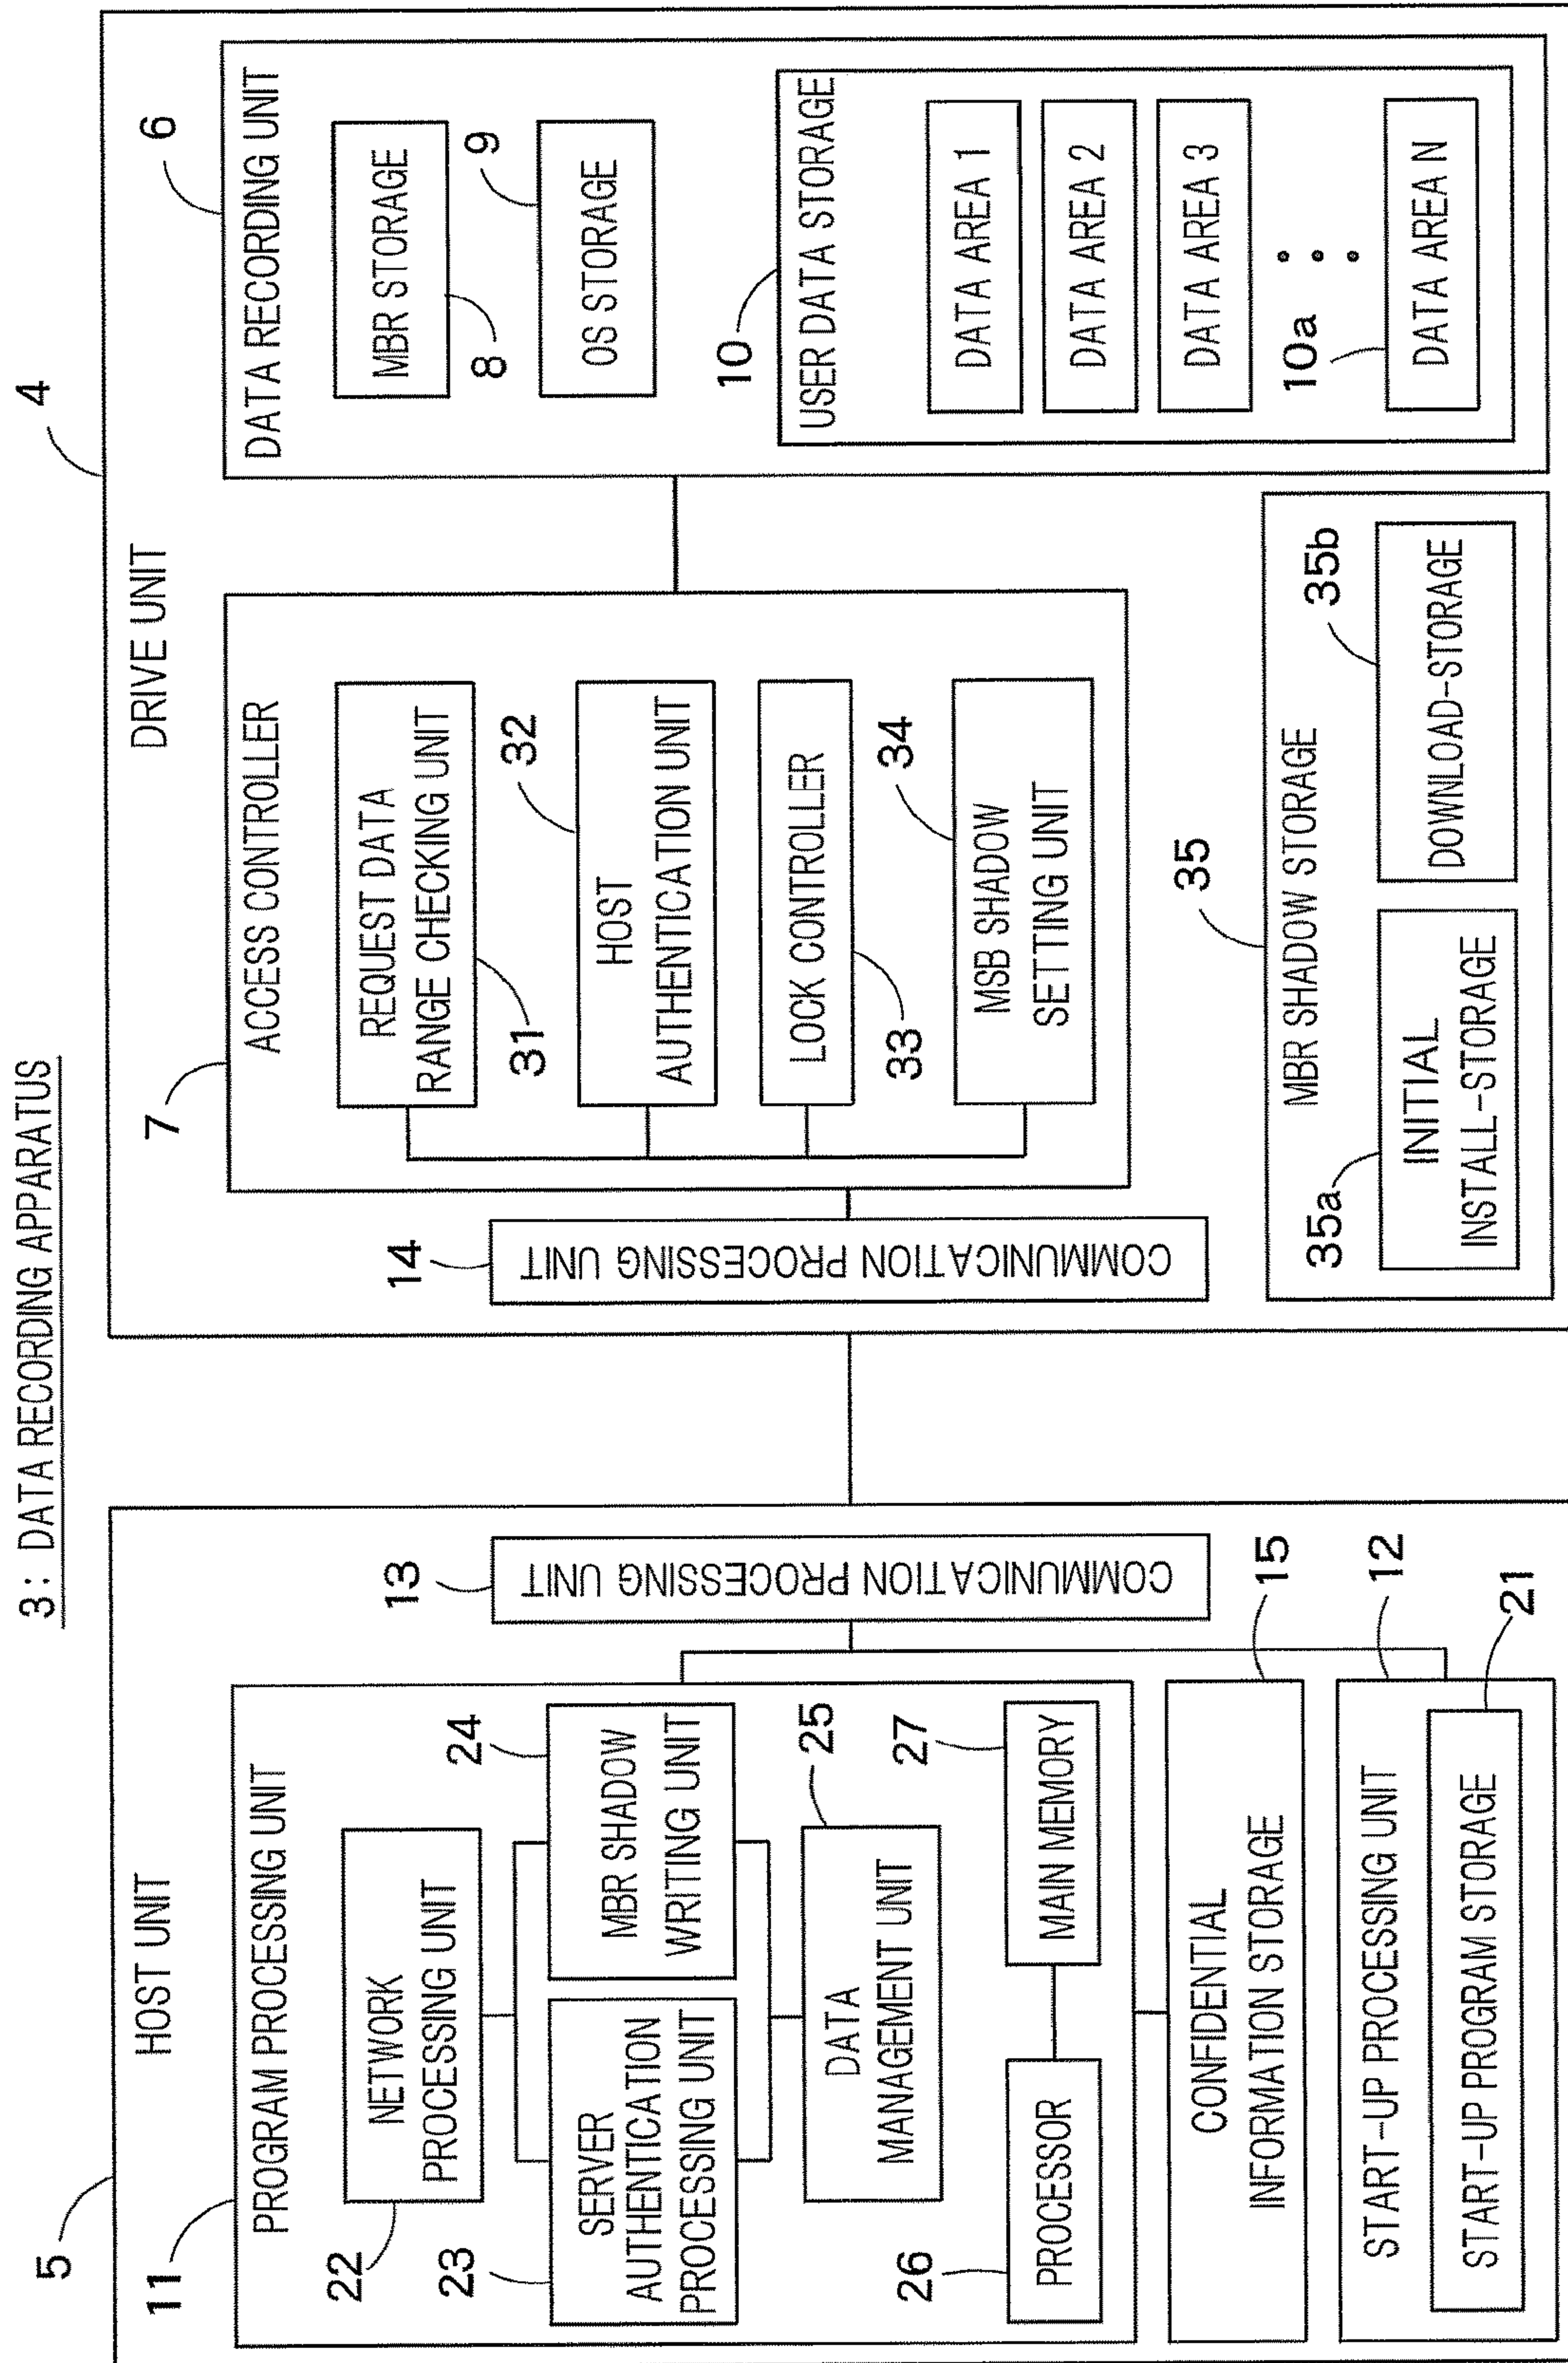 3: DATA RECORDING APPARATUS
5
HOST UNIT
11
PROGRAM PROCESSING UNIT
22
NETWORK
PROCESSING UNIT
23
SERVER
AUTHENTICATION
PROCESSING UNIT
24
MBR SHADOW
WRITING UNIT
25
DATA
MANAGEMENT UNIT
26
PROCESSOR
27
MAIN MEMORY
CONFIDENTIAL
INFORMATION STORAGE
15
START-UP PROCESSING UNIT
12
START-UP PROGRAM STORAGE
21
13
COMMUNICATION PROCESSING UNIT
4
DRIVE UNIT
14
COMMUNICATION PROCESSING UNIT
7
ACCESS CONTROLLER
REQUEST DATA
RANGE CHECKING UNIT
31
32
HOST
AUTHENTICATION UNIT
LOCK CONTROLLER
33
34
MSB SHADOW
SETTING UNIT
35
MBR SHADOW STORAGE
35a
INITIAL
INSTALL-STORAGE
35b
DOWNLOAD-STORAGE
6
DATA RECORDING UNIT
MBR STORAGE
8
9
OS STORAGE
10
USER DATA STORAGE
DATA AREA 1
DATA AREA 2
DATA AREA 3
10a
DATA AREA N